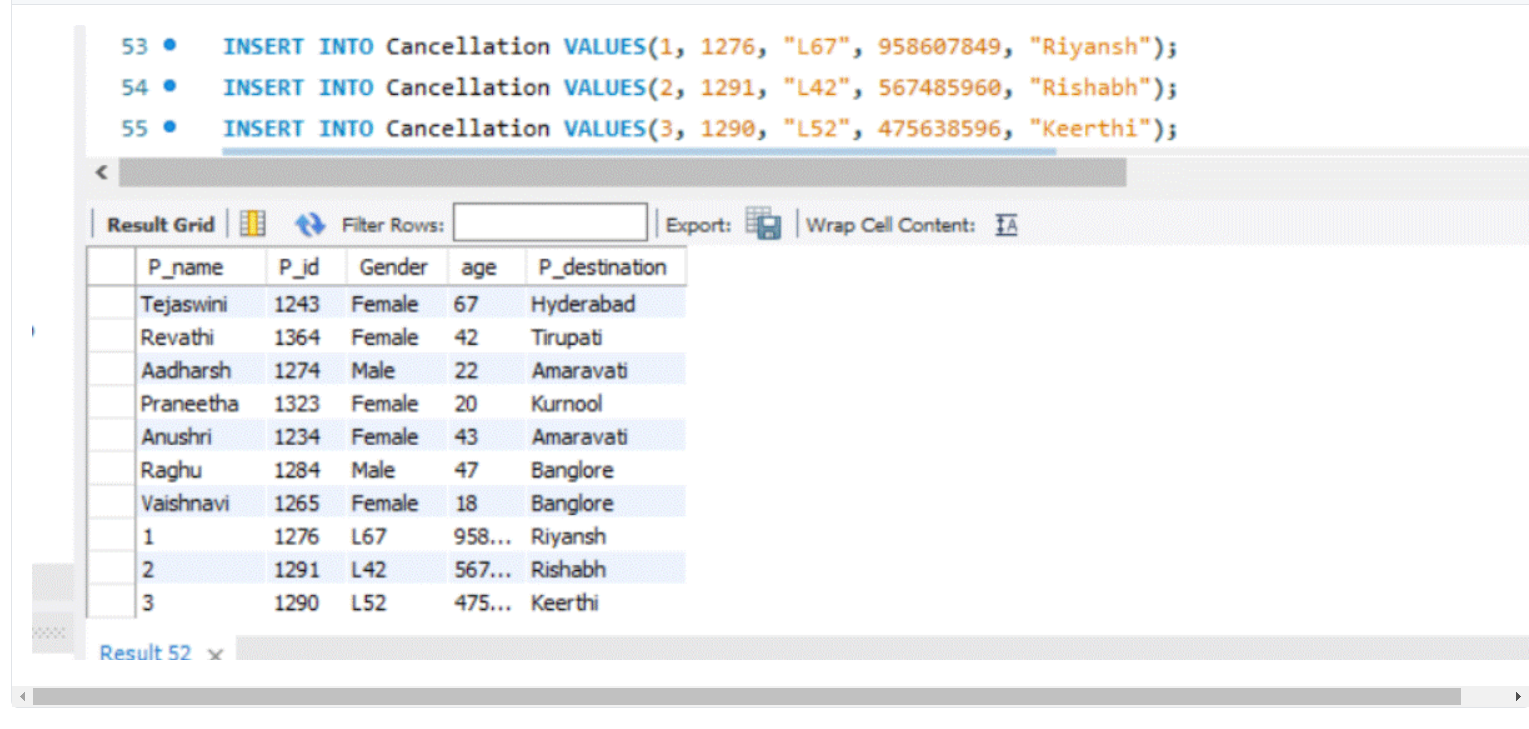 53 ● INSERT INTO Cancellation VALUES(1, 1276, "L67", 958607849, "Riyansh");
54 ● INSERT INTO Cancellation VALUES(2, 1291, "L42", 567485960, "Rishabh");
55 ● INSERT INTO Cancellation VALUES(3, 1290, "L52", 475638596, "Keerthi");
Result Grid Filter Rows: Export: Wrap Cell Content: IA
P_name P_id Gender age P_destination
Tejaswini 1243 Female 67 Hyderabad
Revathi 1364 Female 42 Tirupati
Aadharsh 1274 Male 22 Amaravati
Praneetha 1323 Female 20 Kurnool
Anushri 1234 Female 43 Amaravati
Raghu 1284 Male 47 Banglore
Vaishnavi 1265 Female 18 Banglore
1 1276 L67 958... Riyansh
2 1291 L42 567... Rishabh
3 1290 L52 475... Keerthi
Result 52 ×